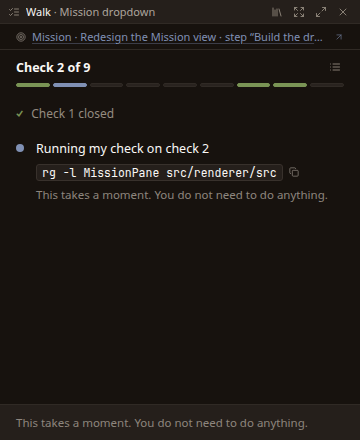 Walk · Mission dropdown
Mission · Redesign the Mission view · step “Build the dr...
Check 2 of 9
Check 1 closed
Running my check on check 2
rg -l MissionPane src/renderer/src
This takes a moment. You do not need to do anything.
This takes a moment. You do not need to do anything.